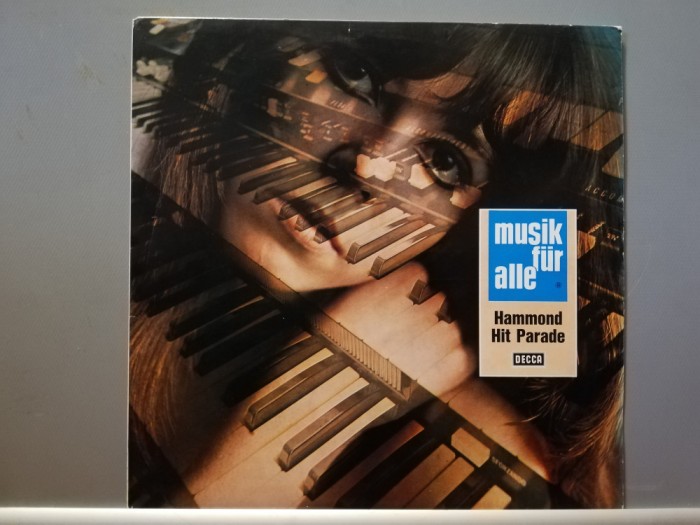 musik
für
alle
Hammond
Hit Parade
DECCA